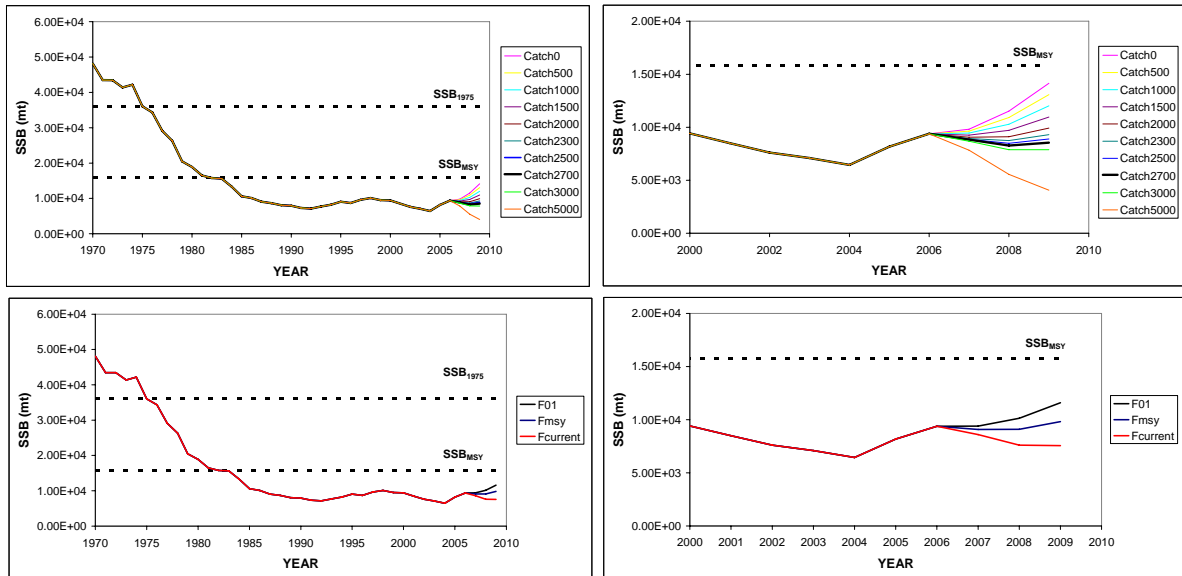 6.00E+04
5.00E+04
4.00E+04
3.00E+04
2.00E+04
1.00E+04
0.00E+00
SSB (mt)
SSB1975
SSBMSY
1970 1975 1980 1985 1990 1995 2000 2005 2010
YEAR
Catch0
Catch500
Catch1000
Catch1500
Catch2000
Catch2300
Catch2500
Catch2700
Catch3000
Catch5000
2.00E+04
1.50E+04
1.00E+04
5.00E+03
0.00E+00
SSB (mt)
SSBMSY
2000 2002 2004 2006 2008 2010
YEAR
Catch0
Catch500
Catch1000
Catch1500
Catch2000
Catch2300
Catch2500
Catch2700
Catch3000
Catch5000
6.00E+04
5.00E+04
4.00E+04
3.00E+04
2.00E+04
1.00E+04
0.00E+00
SSB (mt)
SSB1975
SSBMSY
1970 1975 1980 1985 1990 1995 2000 2005 2010
YEAR
F01
Fmsy
Fcurrent
2.00E+04
1.50E+04
1.00E+04
5.00E+03
0.00E+00
SSB (mt)
SSBMSY
2000 2001 2002 2003 2004 2005 2006 2007 2008 2009 2010
YEAR
F01
Fmsy
Fcurrent